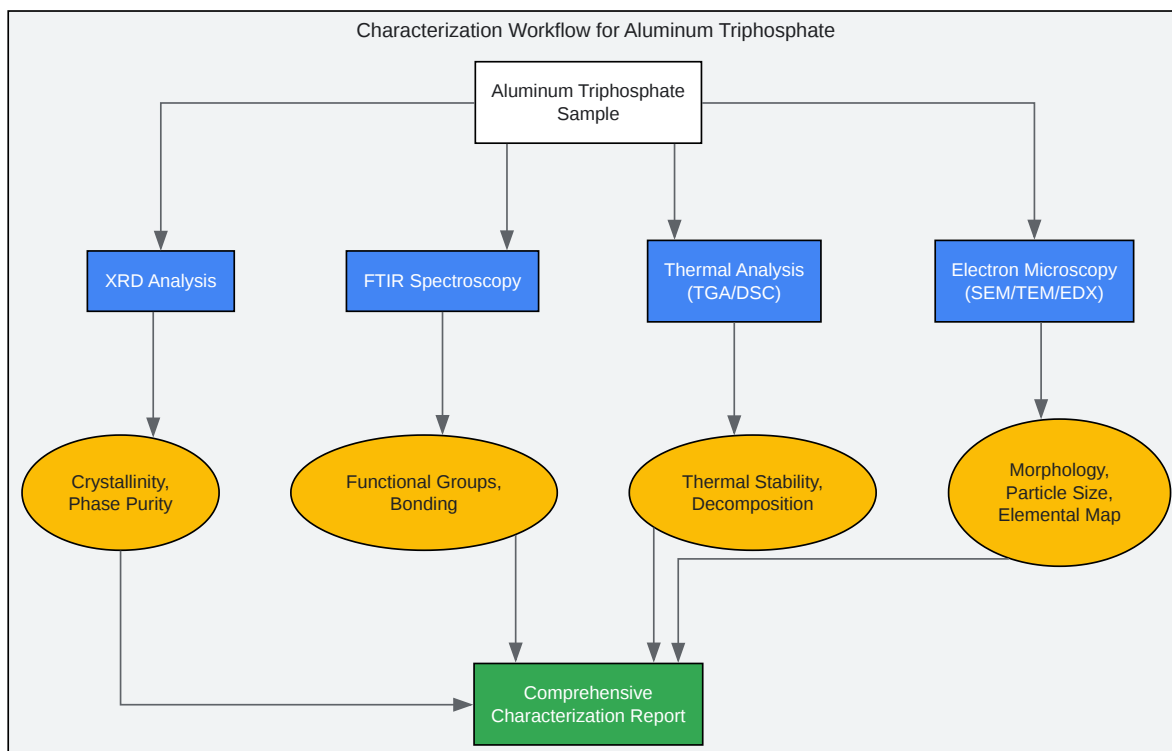 Characterization Workflow for Aluminum Triphosphate
Aluminum Triphosphate
Sample
XRD Analysis
FTIR Spectroscopy
Thermal Analysis
(TGA/DSC)
Electron Microscopy
(SEM/TEM/EDX)
Crystallinity,
Phase Purity
Functional Groups,
Bonding
Thermal Stability,
Decomposition
Morphology,
Particle Size,
Elemental Map
Comprehensive
Characterization Report